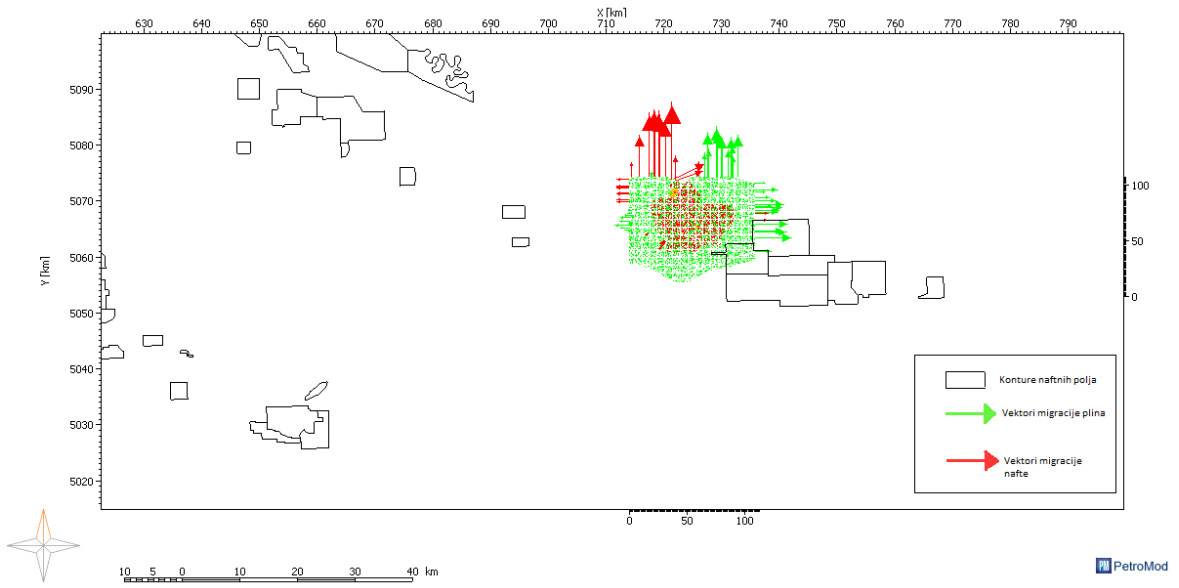 X [km]
630 640 650 660 670 680 690 700 710 720 730 740 750 760 770 780 790
Y [km]
5090
5080
5070
5060
5050
5040
5030
5020
100
50
0
Konture naftnih polja
Vektori migracije plina
Vektori migracije
nafte
0 50 100
10 5 0 10 20 30 40 km
PM PetroMod